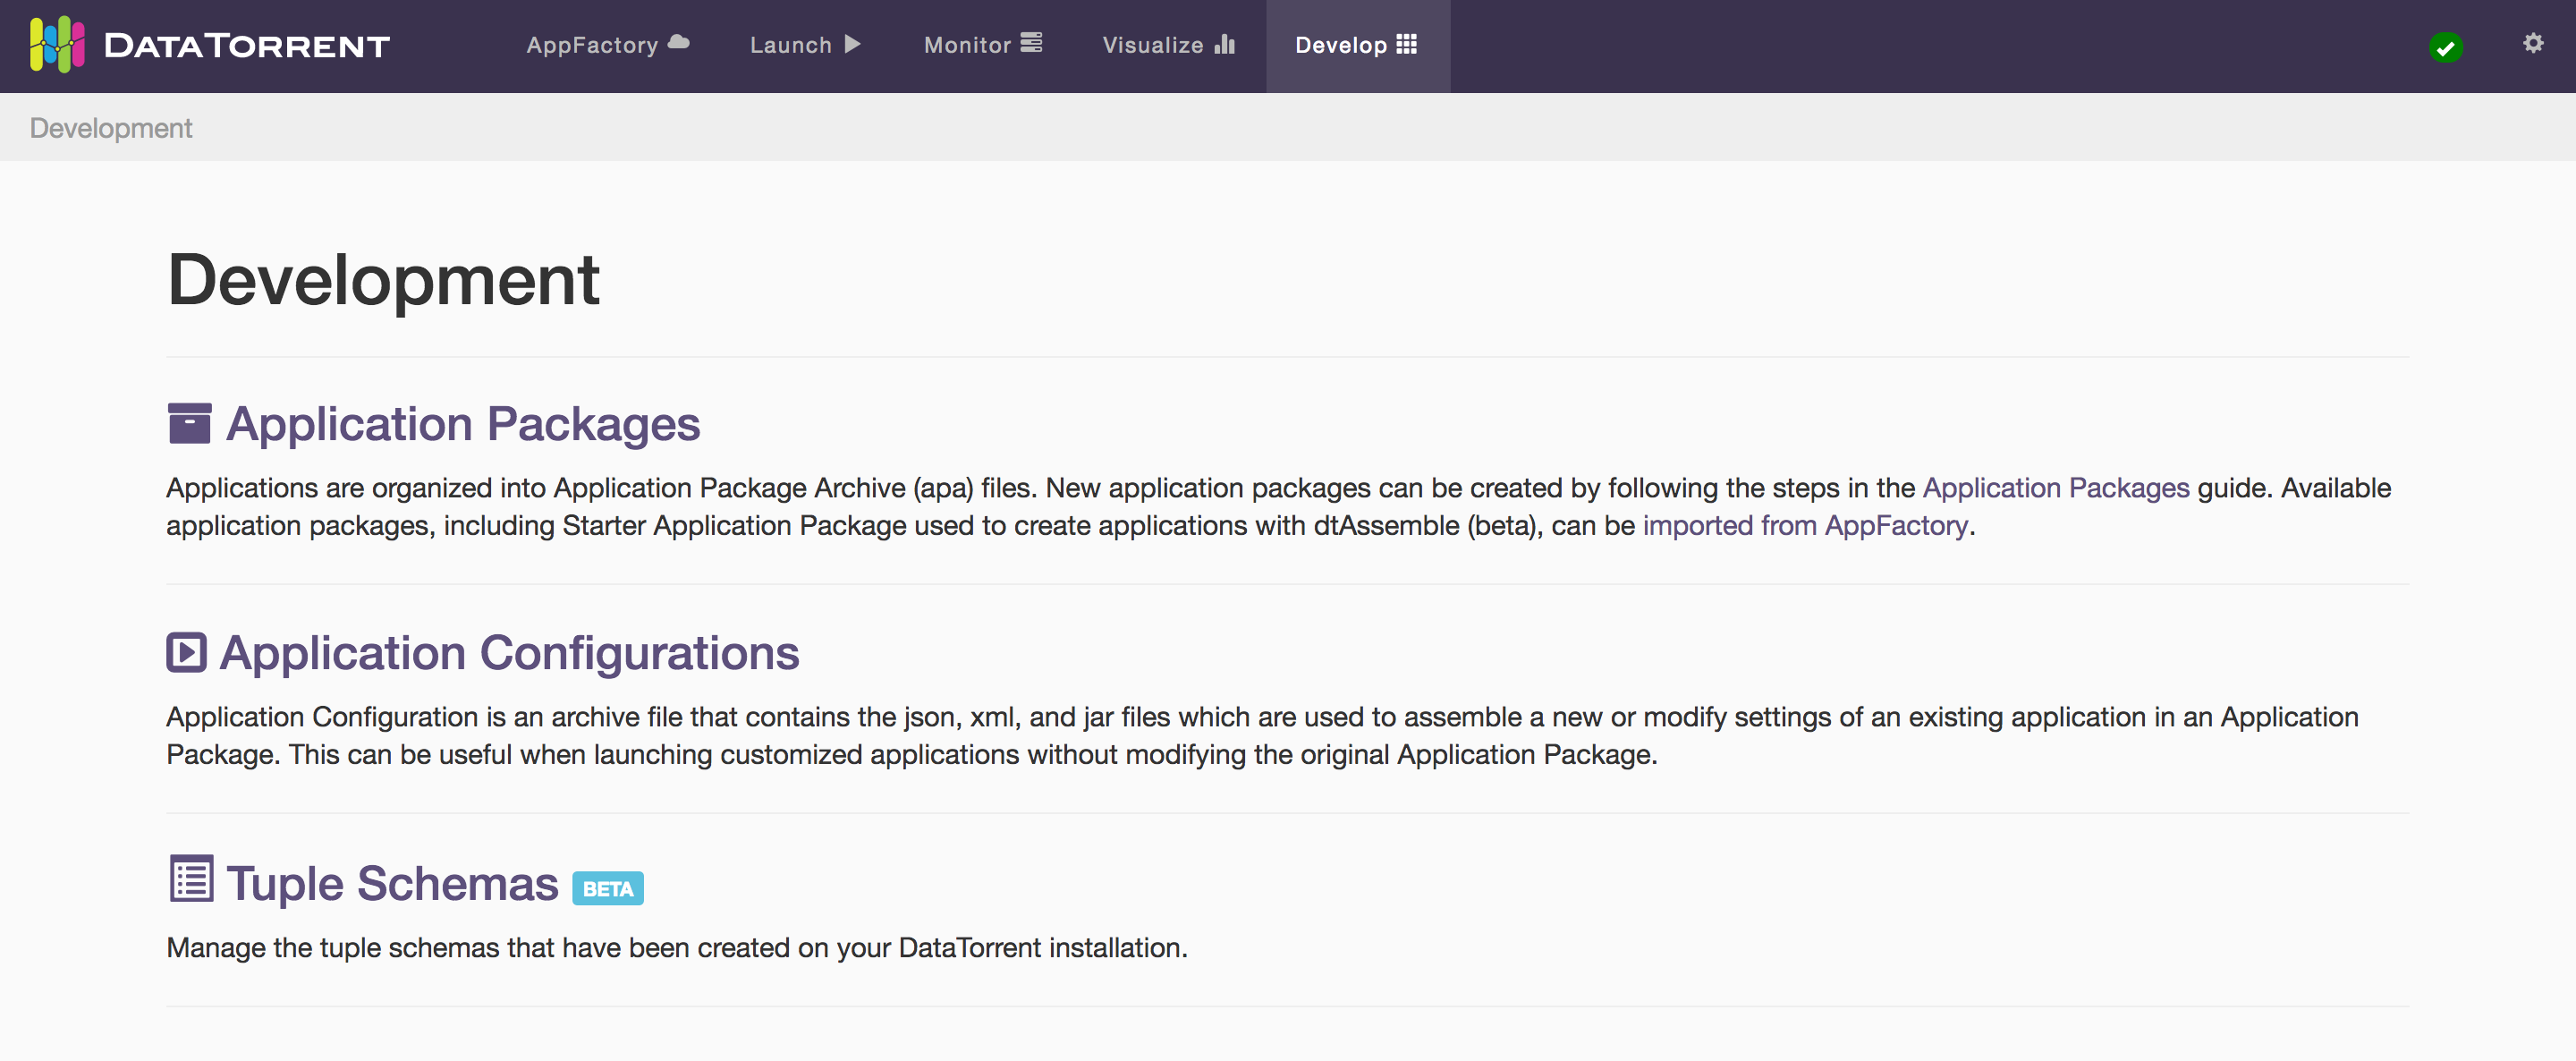 DATATORRENT
AppFactory Launch Monitor Visualize Develop
Development
Development
Application Packages
Applications are organized into Application Package Archive (apa) files. New application packages can be created by following the steps in the Application Packages guide. Available
application packages, including Starter Application Package used to create applications with dtAssemble (beta), can be imported from AppFactory.
Application Configurations
Application Configuration is an archive file that contains the json, xml, and jar files which are used to assemble a new or modify settings of an existing application in an Application
Package. This can be useful when launching customized applications without modifying the original Application Package.
Tuple Schemas BETA
Manage the tuple schemas that have been created on your DataTorrent installation.